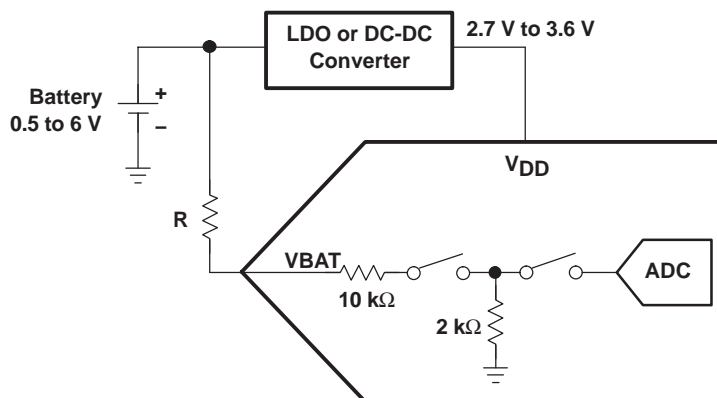 LDO or DC-DC
Converter
2.7 V to 3.6 V
Battery
0.5 to 6 V
+
–
VDD
R
VBAT
10 kΩ
2 kΩ
ADC